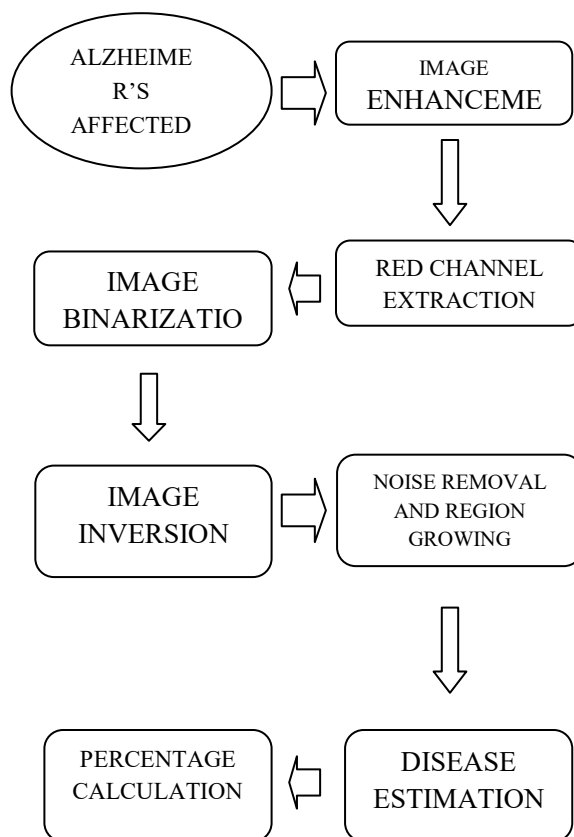 ALZHEIME
R'S
AFFECTED
IMAGE
ENHANCEME
RED CHANNEL
EXTRACTION
IMAGE
BINARIZATIO
IMAGE
INVERSION
NOISE REMOVAL
AND REGION
GROWING
DISEASE
ESTIMATION
PERCENTAGE
CALCULATION